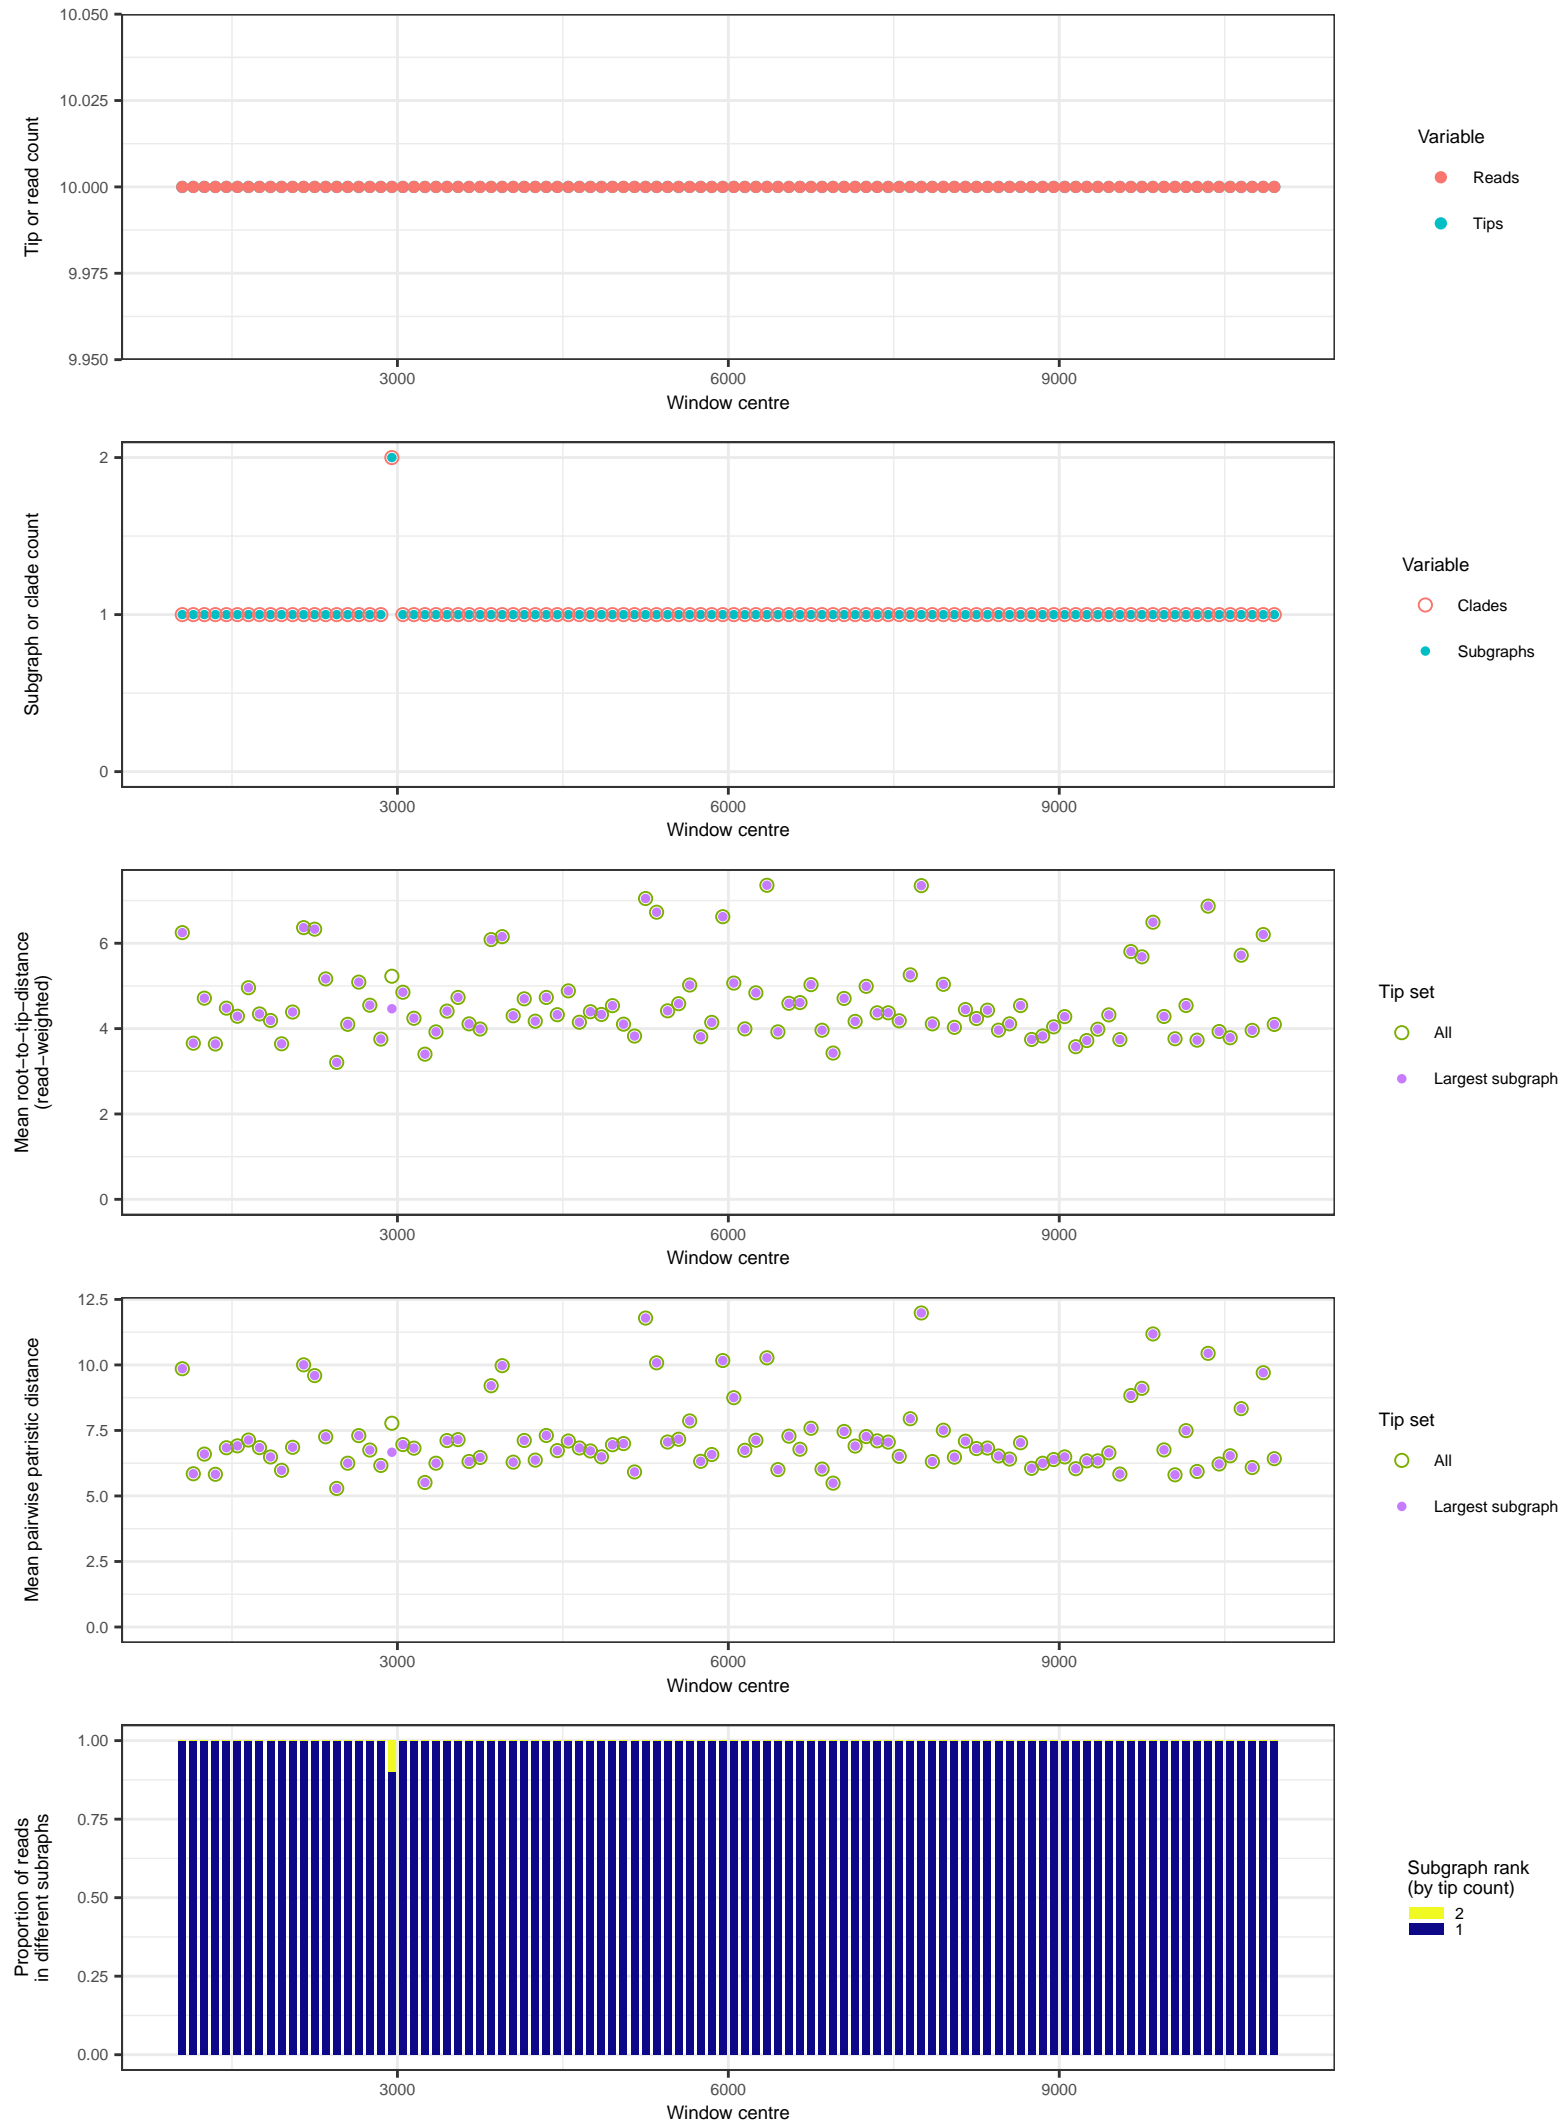 10.050
10.025
10.000
9.975
9.950
Tip or read count
3000 6000 9000
Window centre
Variable
Reads
Tips
2
1
0
Subgraph or clade count
3000 6000 9000
Window centre
Variable
Clades
Subgraphs
6
4
2
0
Mean root−to−tip−distance
(read−weighted)
3000 6000 9000
Window centre
Tip set
All
Largest subgraph
12.5
10.0
7.5
5.0
2.5
0.0
Mean pairwise patristic distance
3000 6000 9000
Window centre
Tip set
All
Largest subgraph
1.00
0.75
0.50
0.25
0.00
Proportion of reads
in different subraphs
3000 6000 9000
Window centre
Subgraph rank
(by tip count)
2
1